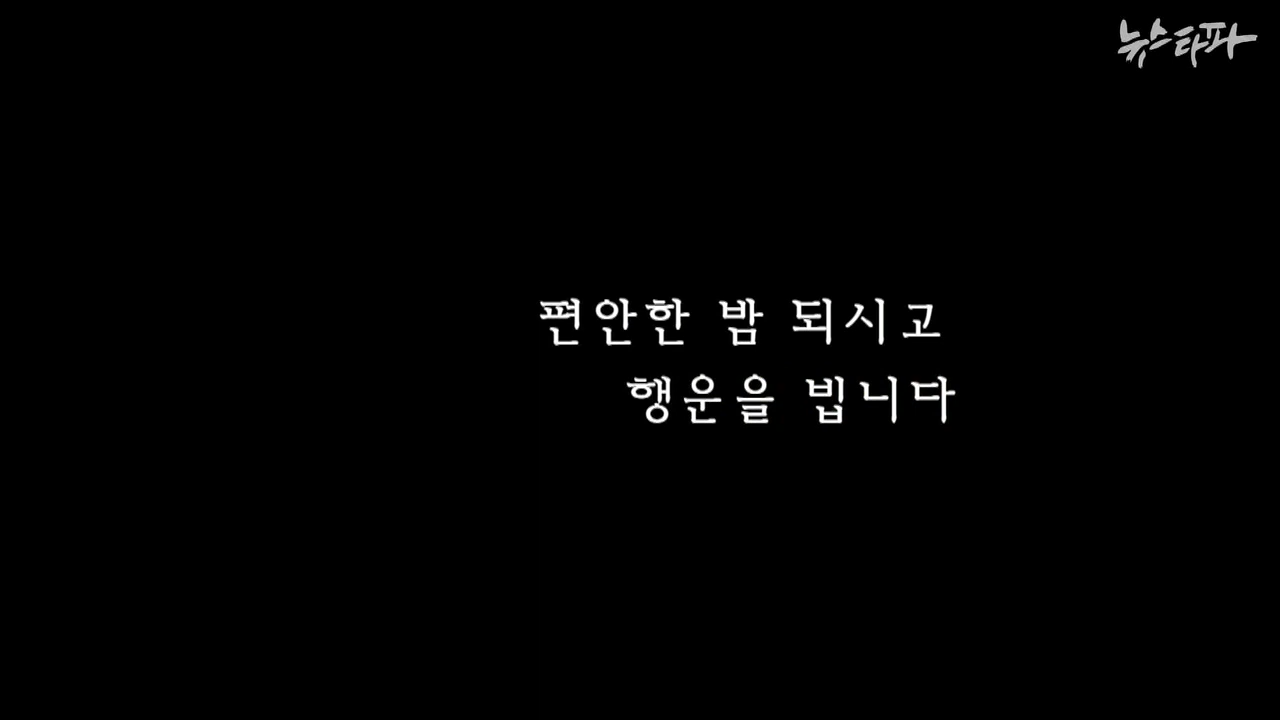 뉴스타파
편안한 밤 되시고
행운을 빕니다